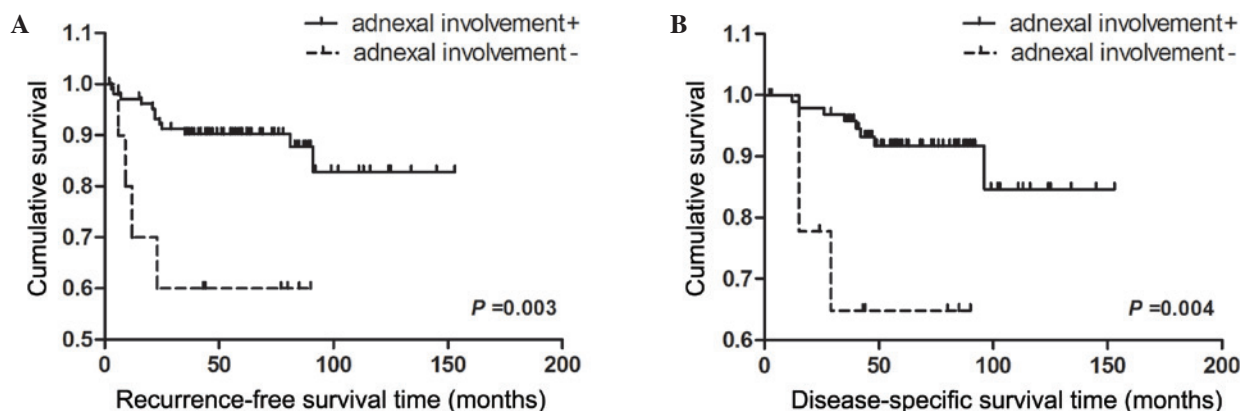 A
adnexal involvement+
adnexal involvement-
1.1
1.0
0.9
0.8
0.7
0.6
0.5
Cumulative survival
P =0.003
0
50
100
150
200
Recurrence-free survival time (months)
B
adnexal involvement+
adnexal involvement -
1.1
1.0
0.9
0.8
0.7
0.6
Cumulative survival
P =0.004
0
50
100
150
200
Disease-specific survival time (months)